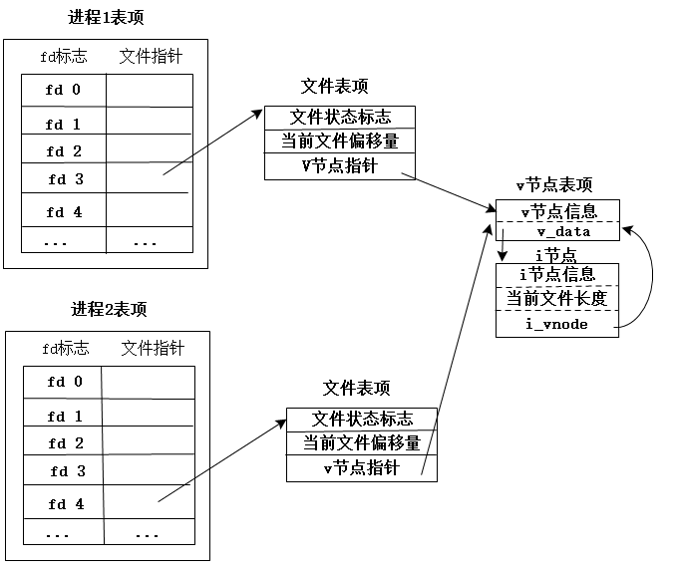 进程1表项
fd标志 文件指针
fd 0
fd 1
fd 2
fd 3
fd 4
... ...
文件表项
文件状态标志
当前文件偏移量
V节点指针
v节点表项
v节点信息
v_data
i节点
i节点信息
当前文件长度
i_vnode
进程2表项
fd标志 文件指针
fd 0
fd 1
fd 2
fd 3
fd 4
... ...
文件表项
文件状态标志
当前文件偏移量
v节点指针